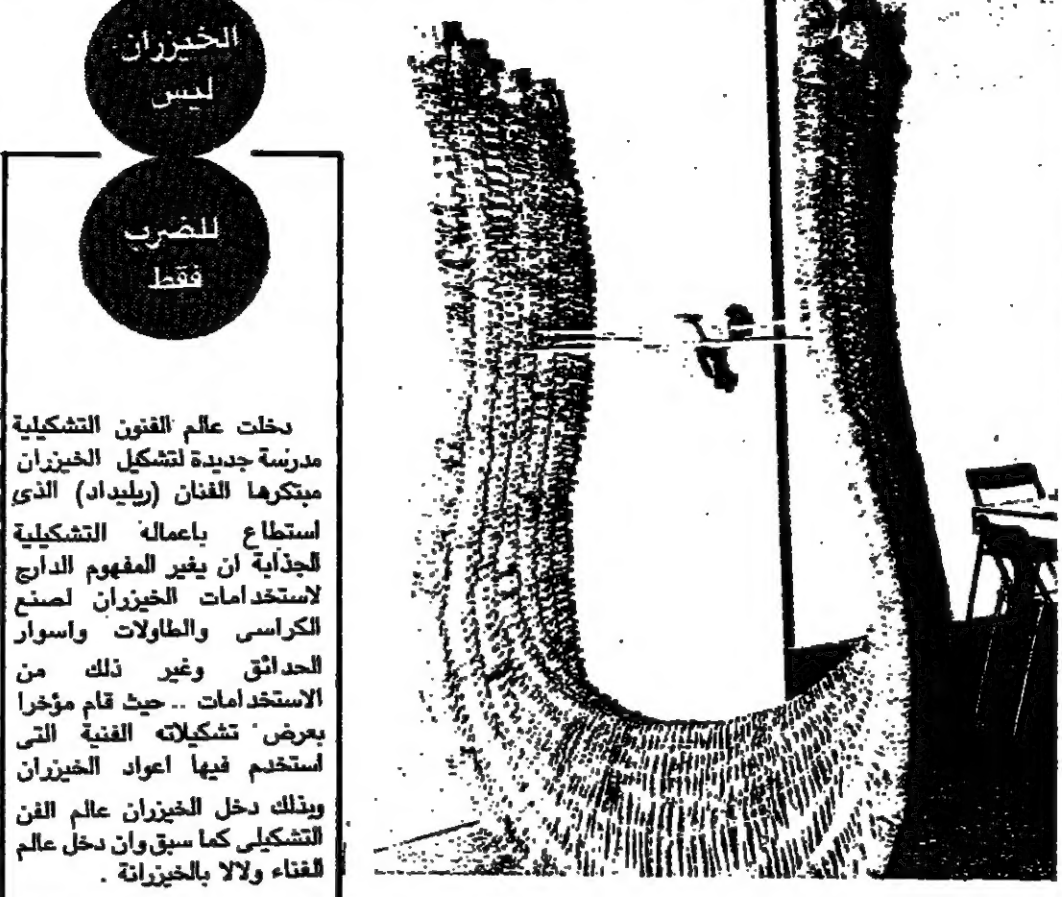 الخيزران
ليس
للضرب
فقط
دخلت عالم الفنون التشكيلية
مدرسة جديدة لتشكيل الخيزران
مبتكرها الفنان (ريليداد) الذى
استطاع باعماله التشكيلية
الجذابة ان يغير المفهوم الدارج
لاستخدامات الخيزران لصنع
الكراسى والطاولات واسوار
الحدائق وغير ذلك من
الاستخدامات .. حيث قام مؤخرا
بعرض تشكيلاته الفنية التى
استخدم فيها اعواد الخيزران
وبذلك دخل الخيزران عالم الفن
التشكيلى كما سبق وان دخل عالم
الغناء ولالا بالخيزرانة .